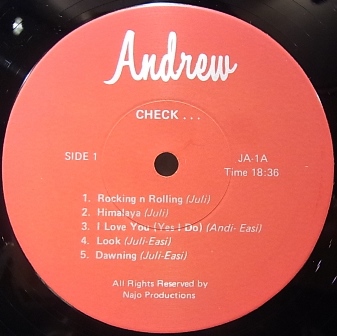 Andrew
CHECK . . .
SIDE 1
JA-1A
Time 18:36
1. Rocking n Rolling (Juli)
2. Himalaya (Juli)
3. I Love You (Yes I Do) (Andi- Easi)
4. Look (Juli-Easi)
5. Dawning (Juli-Easi)
All Rights Reserved by
Najo Productions